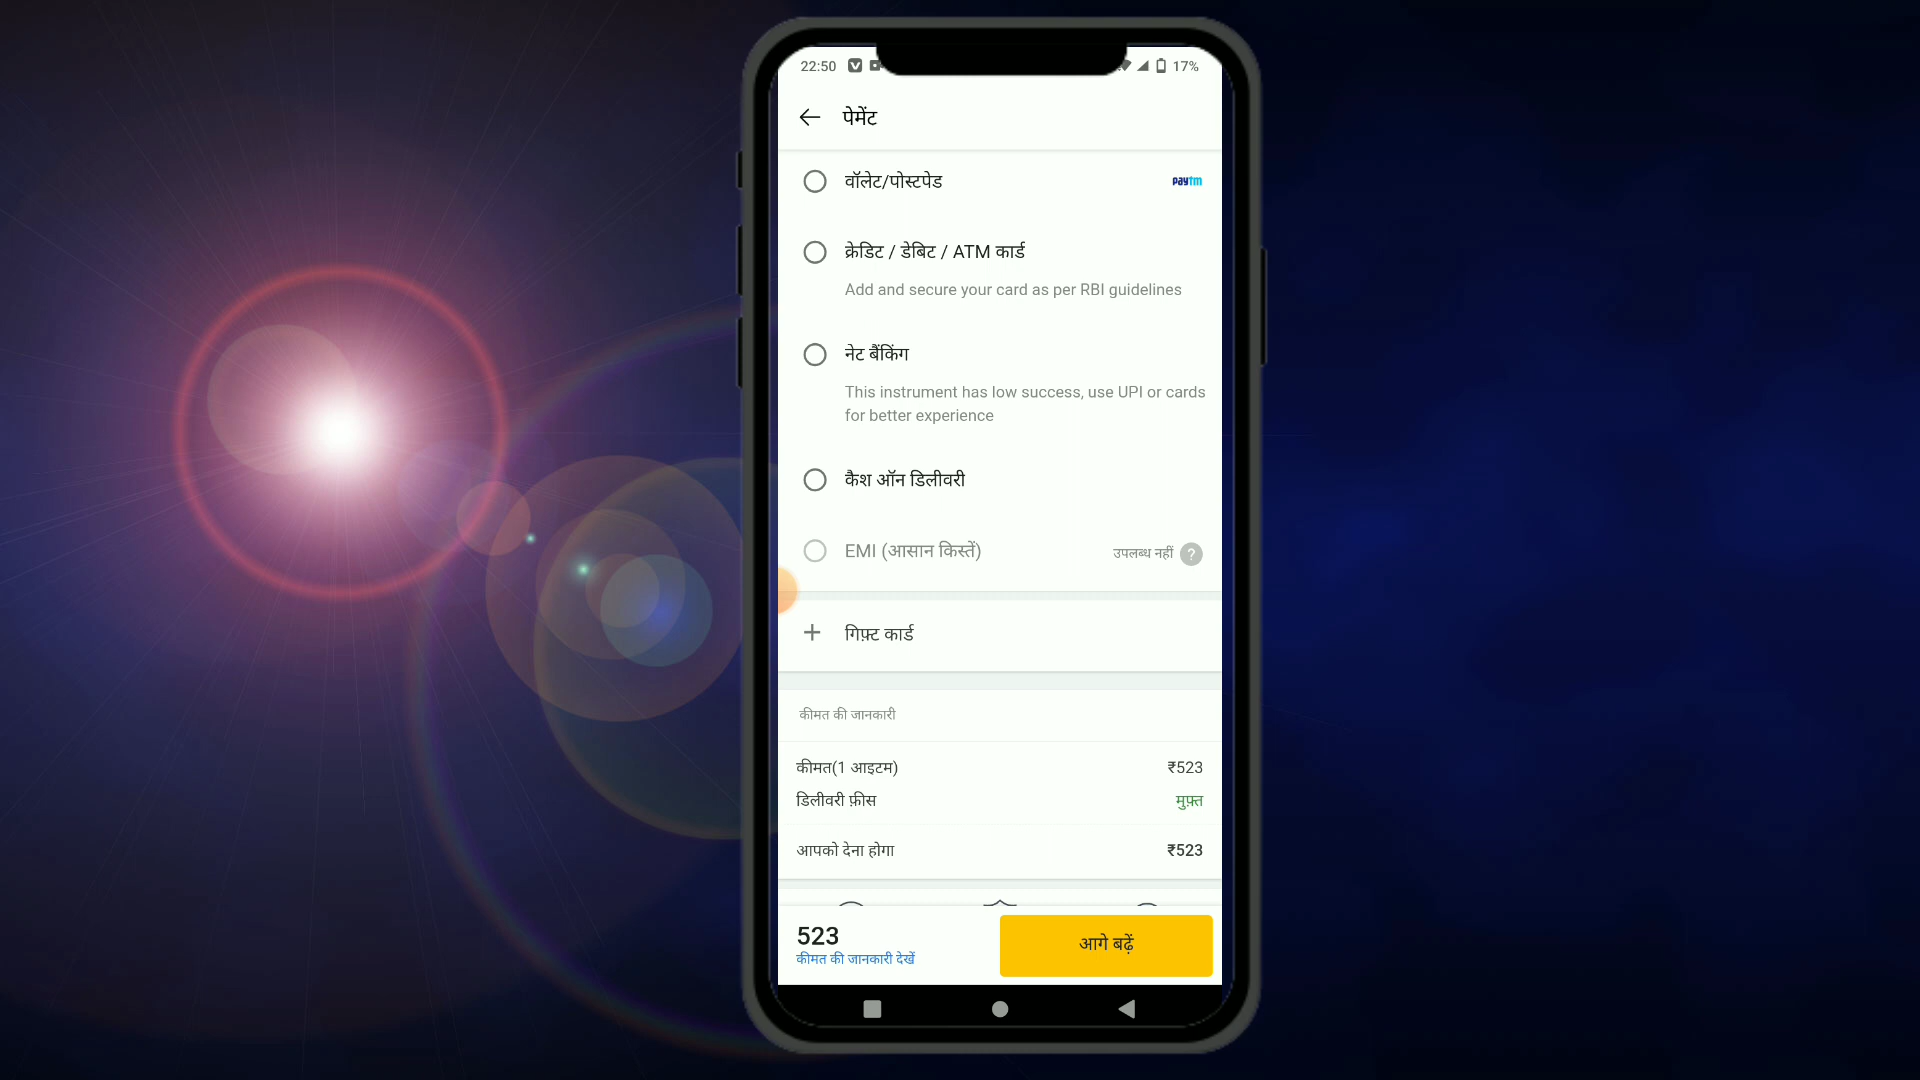 22:50 17%
पेमेंट
वॉलेट/पोस्टपेड paytm
क्रेडिट / डेबिट / ATM कार्ड
Add and secure your card as per RBI guidelines
नेट बैंकिंग
This instrument has low success, use UPI or cards
for better experience
कैश ऑन डिलीवरी
EMI (आसान किस्तें) उपलब्ध नहीं ?
गिफ़्ट कार्ड
कीमत की जानकारी
कीमत(1 आइटम) ₹523
डिलीवरी फ़ीस मुफ़्त
आपको देना होगा ₹523
523
कीमत की जानकारी देखें
आगे बढ़ें